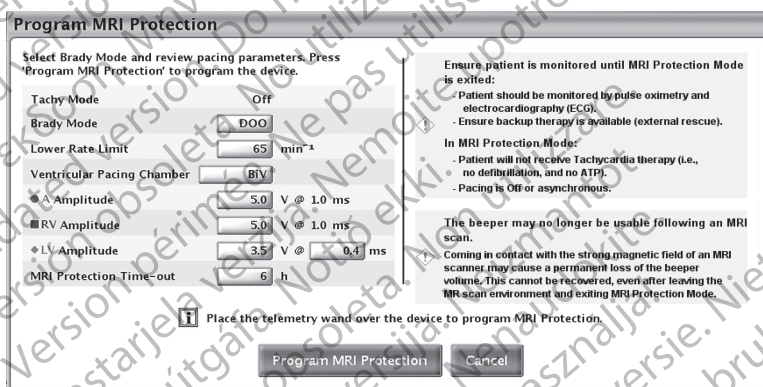 Program MRI Protection
Select Brady Mode and review pacing parameters. Press
'Program MRI Protection' to program the device.
Tachy Mode Off
Brady Mode DOO
Lower Rate Limit 65 min⁻¹
Ventricular Pacing Chamber BiV
A Amplitude 5.0 V @ 1.0 ms
RV Amplitude 5.0 V @ 1.0 ms
LV Amplitude 3.5 V @ 0.4 ms
MRI Protection Time-out 6 h
Ensure patient is monitored until MRI Protection Mode
is exited:
- Patient should be monitored by pulse oximetry and
electrocardiography (ECG).
- Ensure backup therapy is available (external rescue).
In MRI Protection Mode:
- Patient will not receive Tachycardia therapy (i.e.,
no defibrillation, and no ATP).
- Pacing is Off or asynchronous.
The beeper may no longer be usable following an MRI
scan.
Coming in contact with the strong magnetic field of an MRI
scanner may cause a permanent loss of the beeper
volume. This cannot be recovered, even after leaving the
MR scan environment and exiting MRI Protection Mode.
Place the telemetry wand over the device to program MRI Protection.
Program MRI Protection Cancel